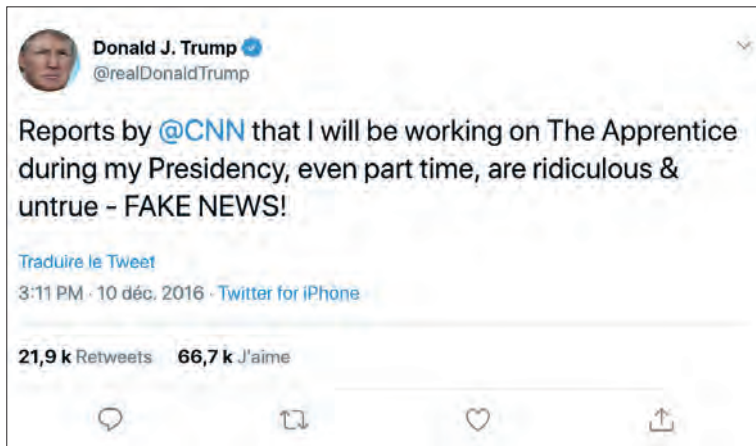 Donald J. Trump
@realDonaldTrump
Reports by @CNN that I will be working on The Apprentice
during my Presidency, even part time, are ridiculous &
untrue - FAKE NEWS!
Traduire le Tweet
3:11 PM · 10 déc. 2016 · Twitter for iPhone
21,9 k Retweets 66,7 k J'aime